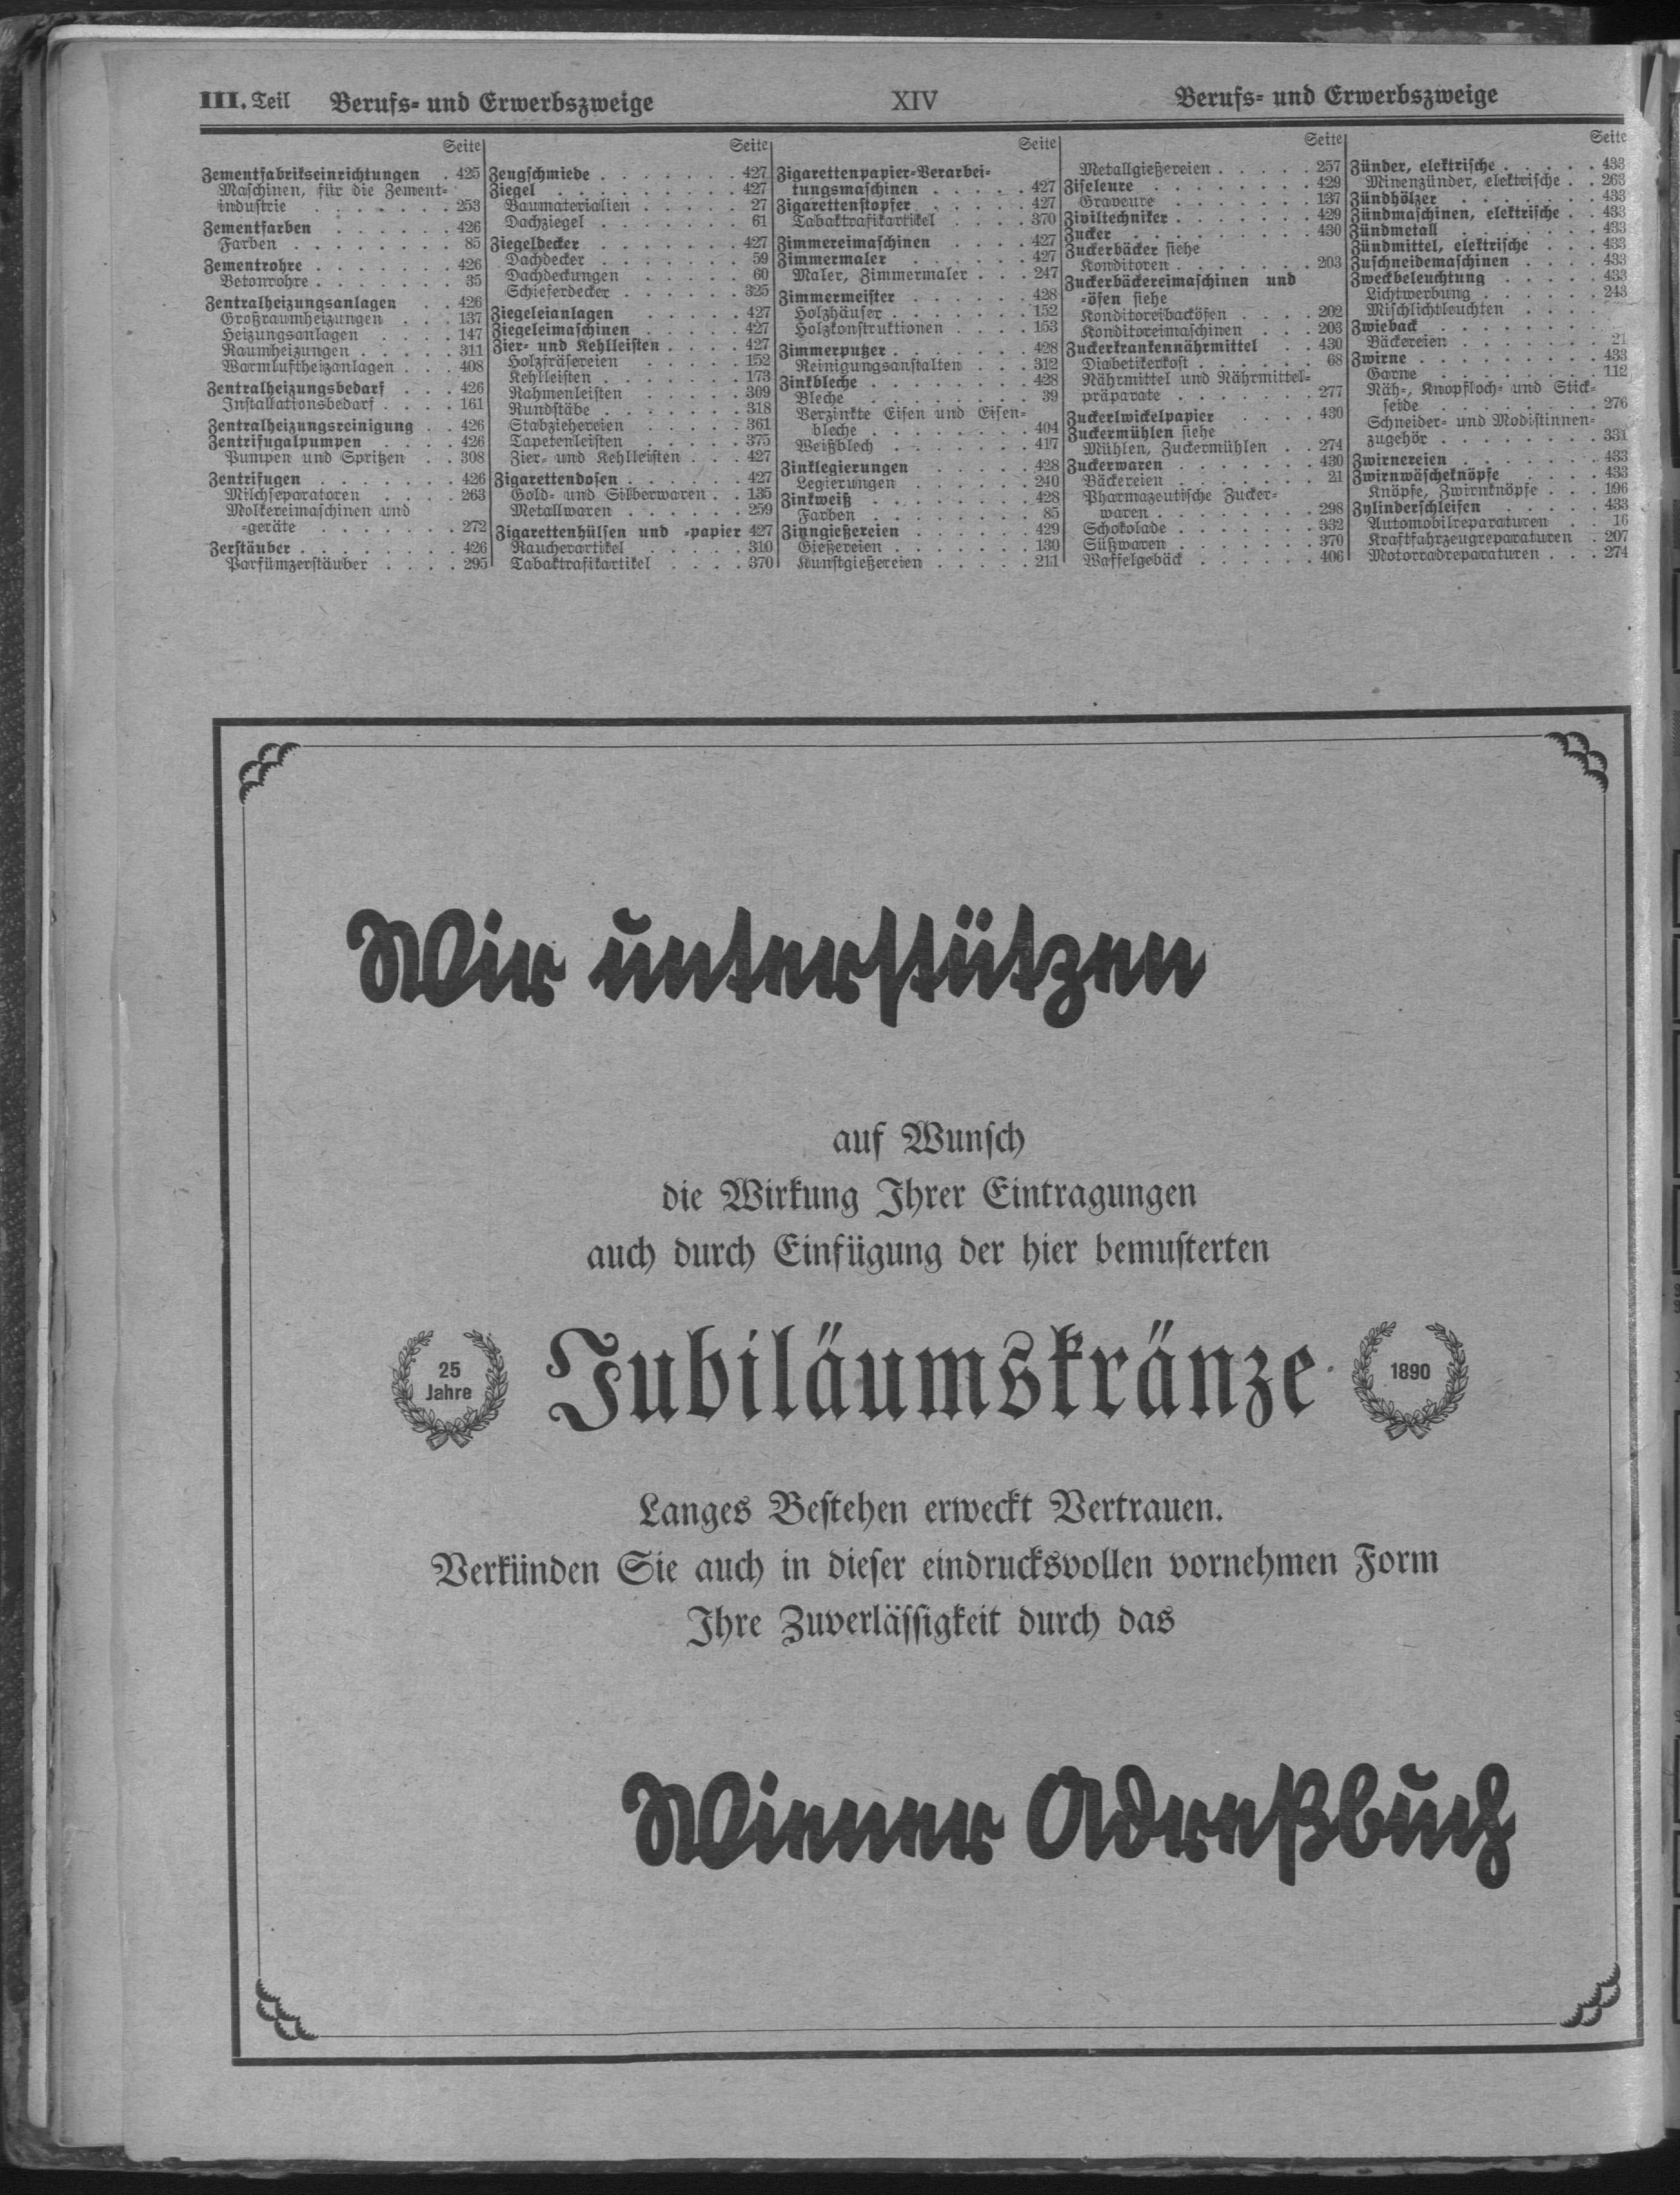 III. Teil Berufs- und Erwerbszweige XIV Berufs- und Erwerbszweige
Seite
Zementfabrikseinrichtungen . 425
Maschinen, für die Zement-
industrie . . . . . . . 253
Zementfarben . . . . . . 426
Farben . . . . . . . . 85
Zementrohre . . . . . . . 426
Betonrohre . . . . . . . 35
Zentralheizungsanlagen . . 426
Großraumheizungen . . . 137
Heizungsanlagen . . . . 147
Raumheizungen . . . . . 311
Warmluftheizanlagen . . . 408
Zentralheizungsbedarf . . . 426
Installationsbedarf . . . . 161
Zentralheizungsreinigung . . 426
Zentrifugalpumpen . . . . 426
Pumpen und Spritzen . . 308
Zentrifugen . . . . . . . 426
Milchseparatoren . . . . 263
Molkereimaschinen und
-geräte . . . . . . . 272
Zerstäuber . . . . . . . . 426
Parfümzerstäuber . . . . 295
Seite
Zeugschmiede . . . . . . . 427
Ziegel . . . . . . . . . 427
Baumaterialien . . . . . 27
Dachziegel . . . . . . . 61
Ziegeldecker . . . . . . . 427
Dachdecker . . . . . . . 59
Dachdeckungen . . . . . 60
Schieferdecker . . . . . . 325
Ziegeleianlagen . . . . . 427
Ziegeleimaschinen . . . . . 427
Zier- und Kehlleisten . . . . 427
Holzfräsereien . . . . . 152
Kehlleisten . . . . . . . 173
Rahmenleisten . . . . . 309
Rundstäbe . . . . . . . 318
Stabziehereien . . . . . 361
Tapetenleisten . . . . . 375
Zier- und Kehlleisten . . . 427
Zigarettendosen . . . . . . 427
Gold- und Silberwaren . . 135
Metallwaren . . . . . . 259
Zigarettenhülsen und -papier 427
Raucherartikel . . . . . 310
Tabaktrafikartikel . . . . 370
Seite
Zigarettenpapier-Verarbei-
tungsmaschinen . . . . . 427
Zigarettenstopfer . . . . . 427
Tabaktrafikartikel . . . . 370
Zimmereimaschinen . . . . 427
Zimmermaler . . . . . . 427
Maler, Zimmermaler . . . 247
Zimmermeister . . . . . . 428
Holzhäuser . . . . . . . 152
Holzkonstruktionen . . . . 153
Zimmerputzer . . . . . . . 428
Reinigungsanstalten . . . 312
Zinkbleche . . . . . . . . 428
Bleche . . . . . . . . 39
Verzinkte Eisen und Eisen-
bleche . . . . . . . . 404
Weißblech . . . . . . . 417
Zinklegierungen . . . . . 428
Legierungen . . . . . . 240
Zinkweiß . . . . . . . . 428
Farben . . . . . . . . 85
Zinngießereien . . . . . . 429
Gießereien . . . . . . . 130
Kunstgießereien . . . . . 211
Seite
Metallgießereien . . . . . 257
Ziseleure . . . . . . . . 429
Graveure . . . . . . . 137
Ziviltechniker . . . . . . . 429
Zucker . . . . . . . . . 430
Zuckerbäcker siehe
Konditoren . . . . . . . 203
Zuckerbäckereimaschinen und
-öfen siehe
Konditoreibacköfen . . . . 202
Konditoreimaschinen . . . 203
Zuckerkrankennährmittel . . 430
Diabetikerkost . . . . . . 68
Nährmittel und Nährmittel-
präparate . . . . . . . 277
Zuckerlwickelpapier . . . . 430
Zuckermühlen siehe
Mühlen, Zuckermühlen . . 274
Zuckerwaren . . . . . . . 430
Bäckereien . . . . . . . 21
Pharmazeutische Zucker-
waren . . . . . . . . 298
Schokolade . . . . . . . 332
Süßwaren . . . . . . . 370
Waffelgebäck . . . . . . 406
Seite
Zünder, elektrische . . . . . 433
Minenzünder, elektrische . . 263
Zündhölzer . . . . . . . 433
Zündmaschinen, elektrische . . 433
Zündmetall . . . . . . . 433
Zündmittel, elektrische . . . 433
Zuschneidemaschinen . . . . 433
Zweckbeleuchtung . . . . . 433
Lichtwerbung . . . . . . 243
Mischlichtleuchten . . . .
Zwieback . . . . . . . .
Bäckereien . . . . . . . 21
Zwirne . . . . . . . . . 433
Garne . . . . . . . . 112
Näh-, Knopfloch- und Stick-
seide . . . . . . . . 276
Schneider- und Modistinnen-
zugehör . . . . . . . . 331
Zwirnereien . . . . . . . 433
Zwirnwäscheknöpfe . . . . 433
Knöpfe, Zwirnknöpfe . . . 196
Zylinderschleifen . . . . . 433
Automobilreparaturen . . 16
Kraftfahrzeugreparaturen . 207
Motorradreparaturen . . . 274
Wir unterstützen
auf Wunsch
die Wirkung Ihrer Eintragungen
auch durch Einfügung der hier bemusterten
25 Jahre Jubiläumskränze 1890
Langes Bestehen erweckt Vertrauen.
Verkünden Sie auch in dieser eindrucksvollen vornehmen Form
Ihre Zuverlässigkeit durch das
Wiener Adreßbuch